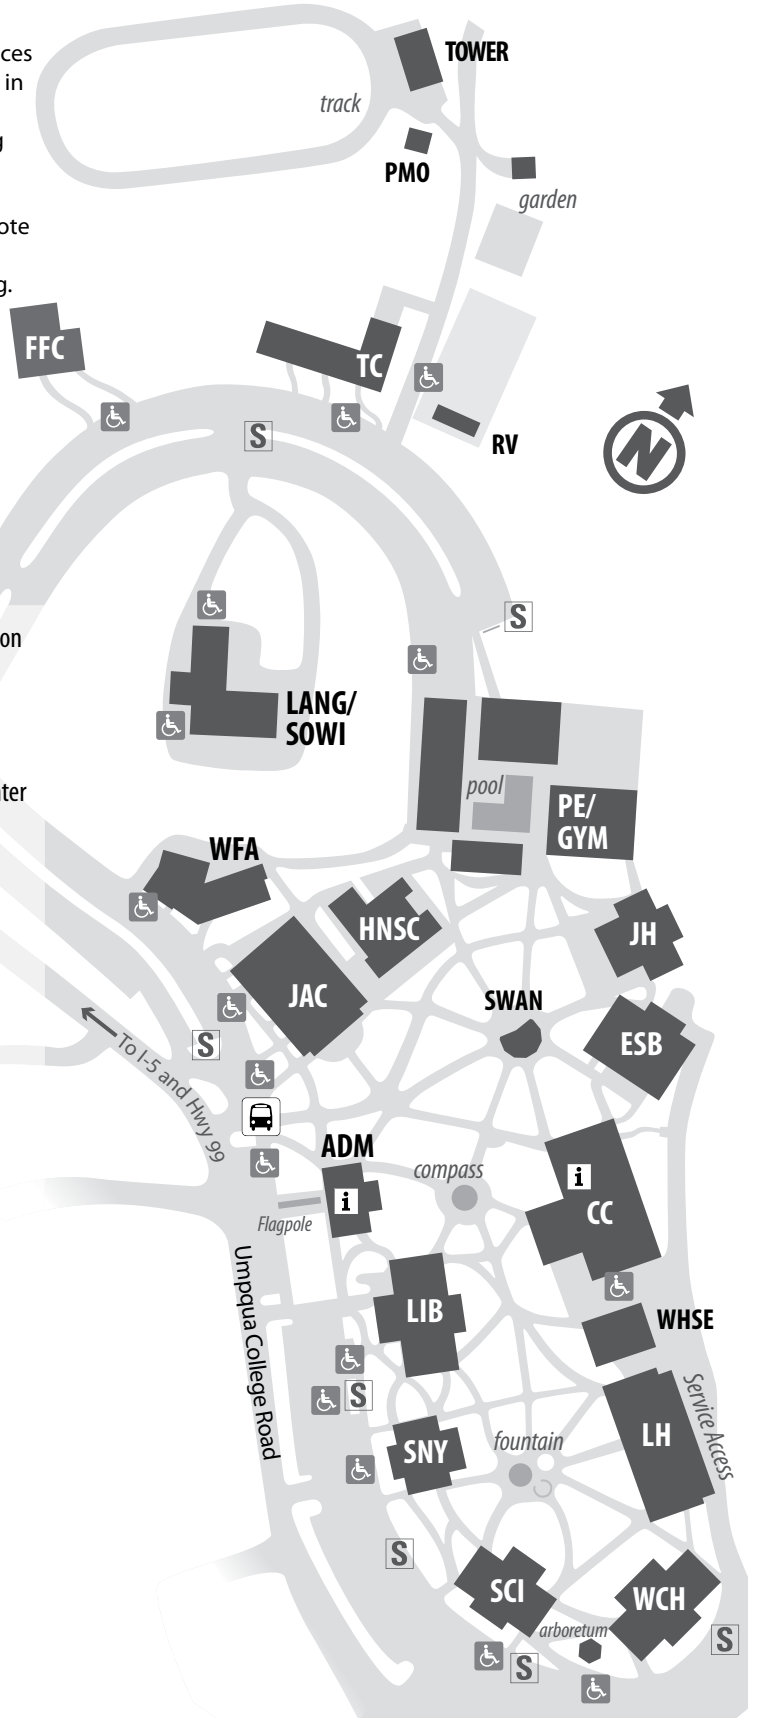 ces
TOWER
in
track
g
PMO
garden
ote
g.
FFC
TC
S
RV
N
S
on
LANG/
SOWI
pool
ter
PE/
GYM
WFA
HNSC
JH
JAC
SWAN
ESB
S
To I-5 and Hwy 99
ADM
compass
i
CC
i
Flagpole
LIB
WHSE
Umpqua College Road
S
Service Access
LH
SNY
fountain
S
SCI
WCH
arboretum
S
S